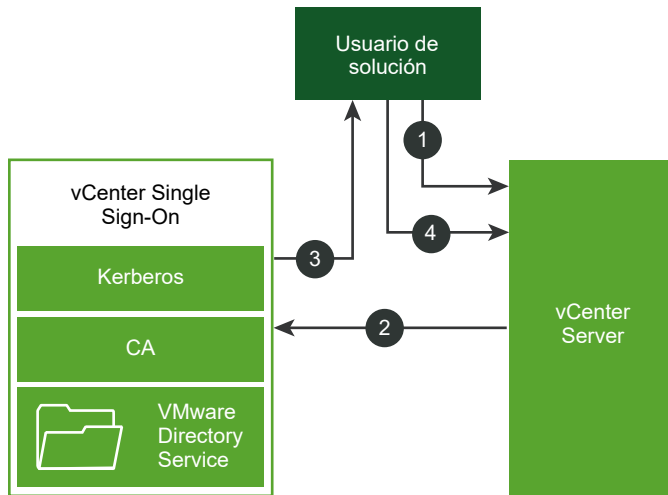 Usuario de
solución
1
vCenter Single
Sign-On
4
3
Kerberos
vCenter
Server
2
CA
VMware
Directory
Service